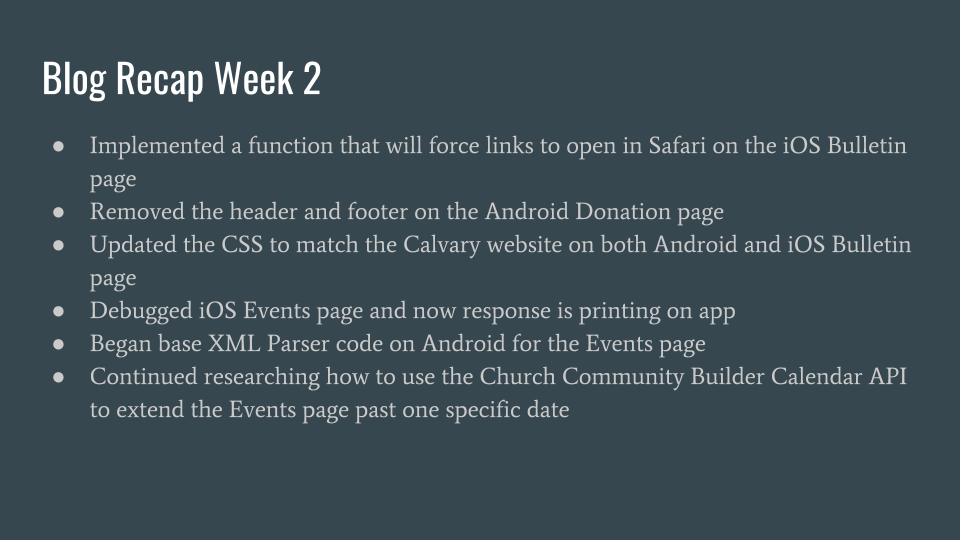 Blog Recap Week 2
● Implemented a function that will force links to open in Safari on the iOS Bulletin
page
● Removed the header and footer on the Android Donation page
● Updated the CSS to match the Calvary website on both Android and iOS Bulletin
page
● Debugged iOS Events page and now response is printing on app
● Began base XML Parser code on Android for the Events page
● Continued researching how to use the Church Community Builder Calendar API
to extend the Events page past one specific date